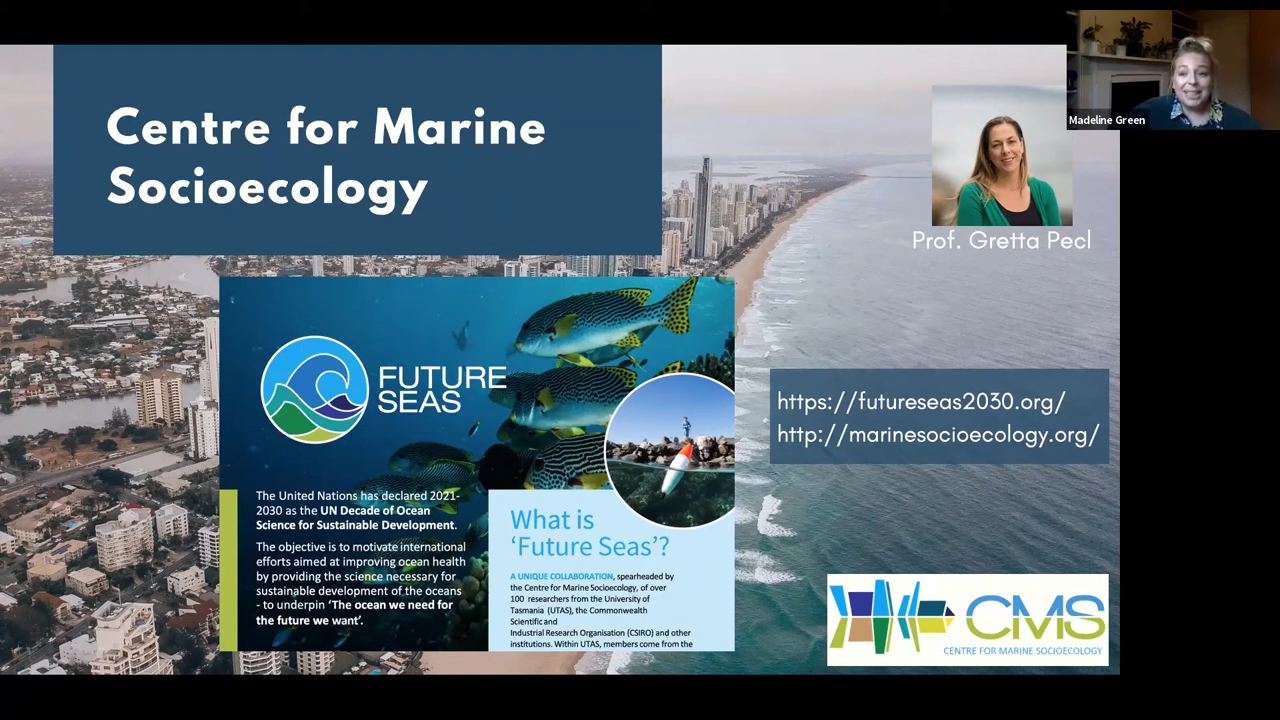 Centre for Marine
Socioecology
Madeline Green
Prof. Gretta Pecl
FUTURE
SEAS
The United Nations has declared 2021-
2030 as the UN Decade of Ocean
Science for Sustainable Development.
The objective is to motivate international
efforts aimed at improving ocean health
by providing the science necessary for
sustainable development of the oceans
- to underpin ‘The ocean we need for
the future we want’.
What is
‘Future Seas’?
A UNIQUE COLLABORATION, spearheaded by
the Centre for Marine Socioecology, of over
100 researchers from the University of
Tasmania (UTAS), the Commonwealth
Scientific and
Industrial Research Organisation (CSIRO) and other
institutions. Within UTAS, members come from the
https://futureseas2030.org/
http://marinesocioecology.org/
CMS
CENTRE FOR MARINE SOCIOECOLOGY